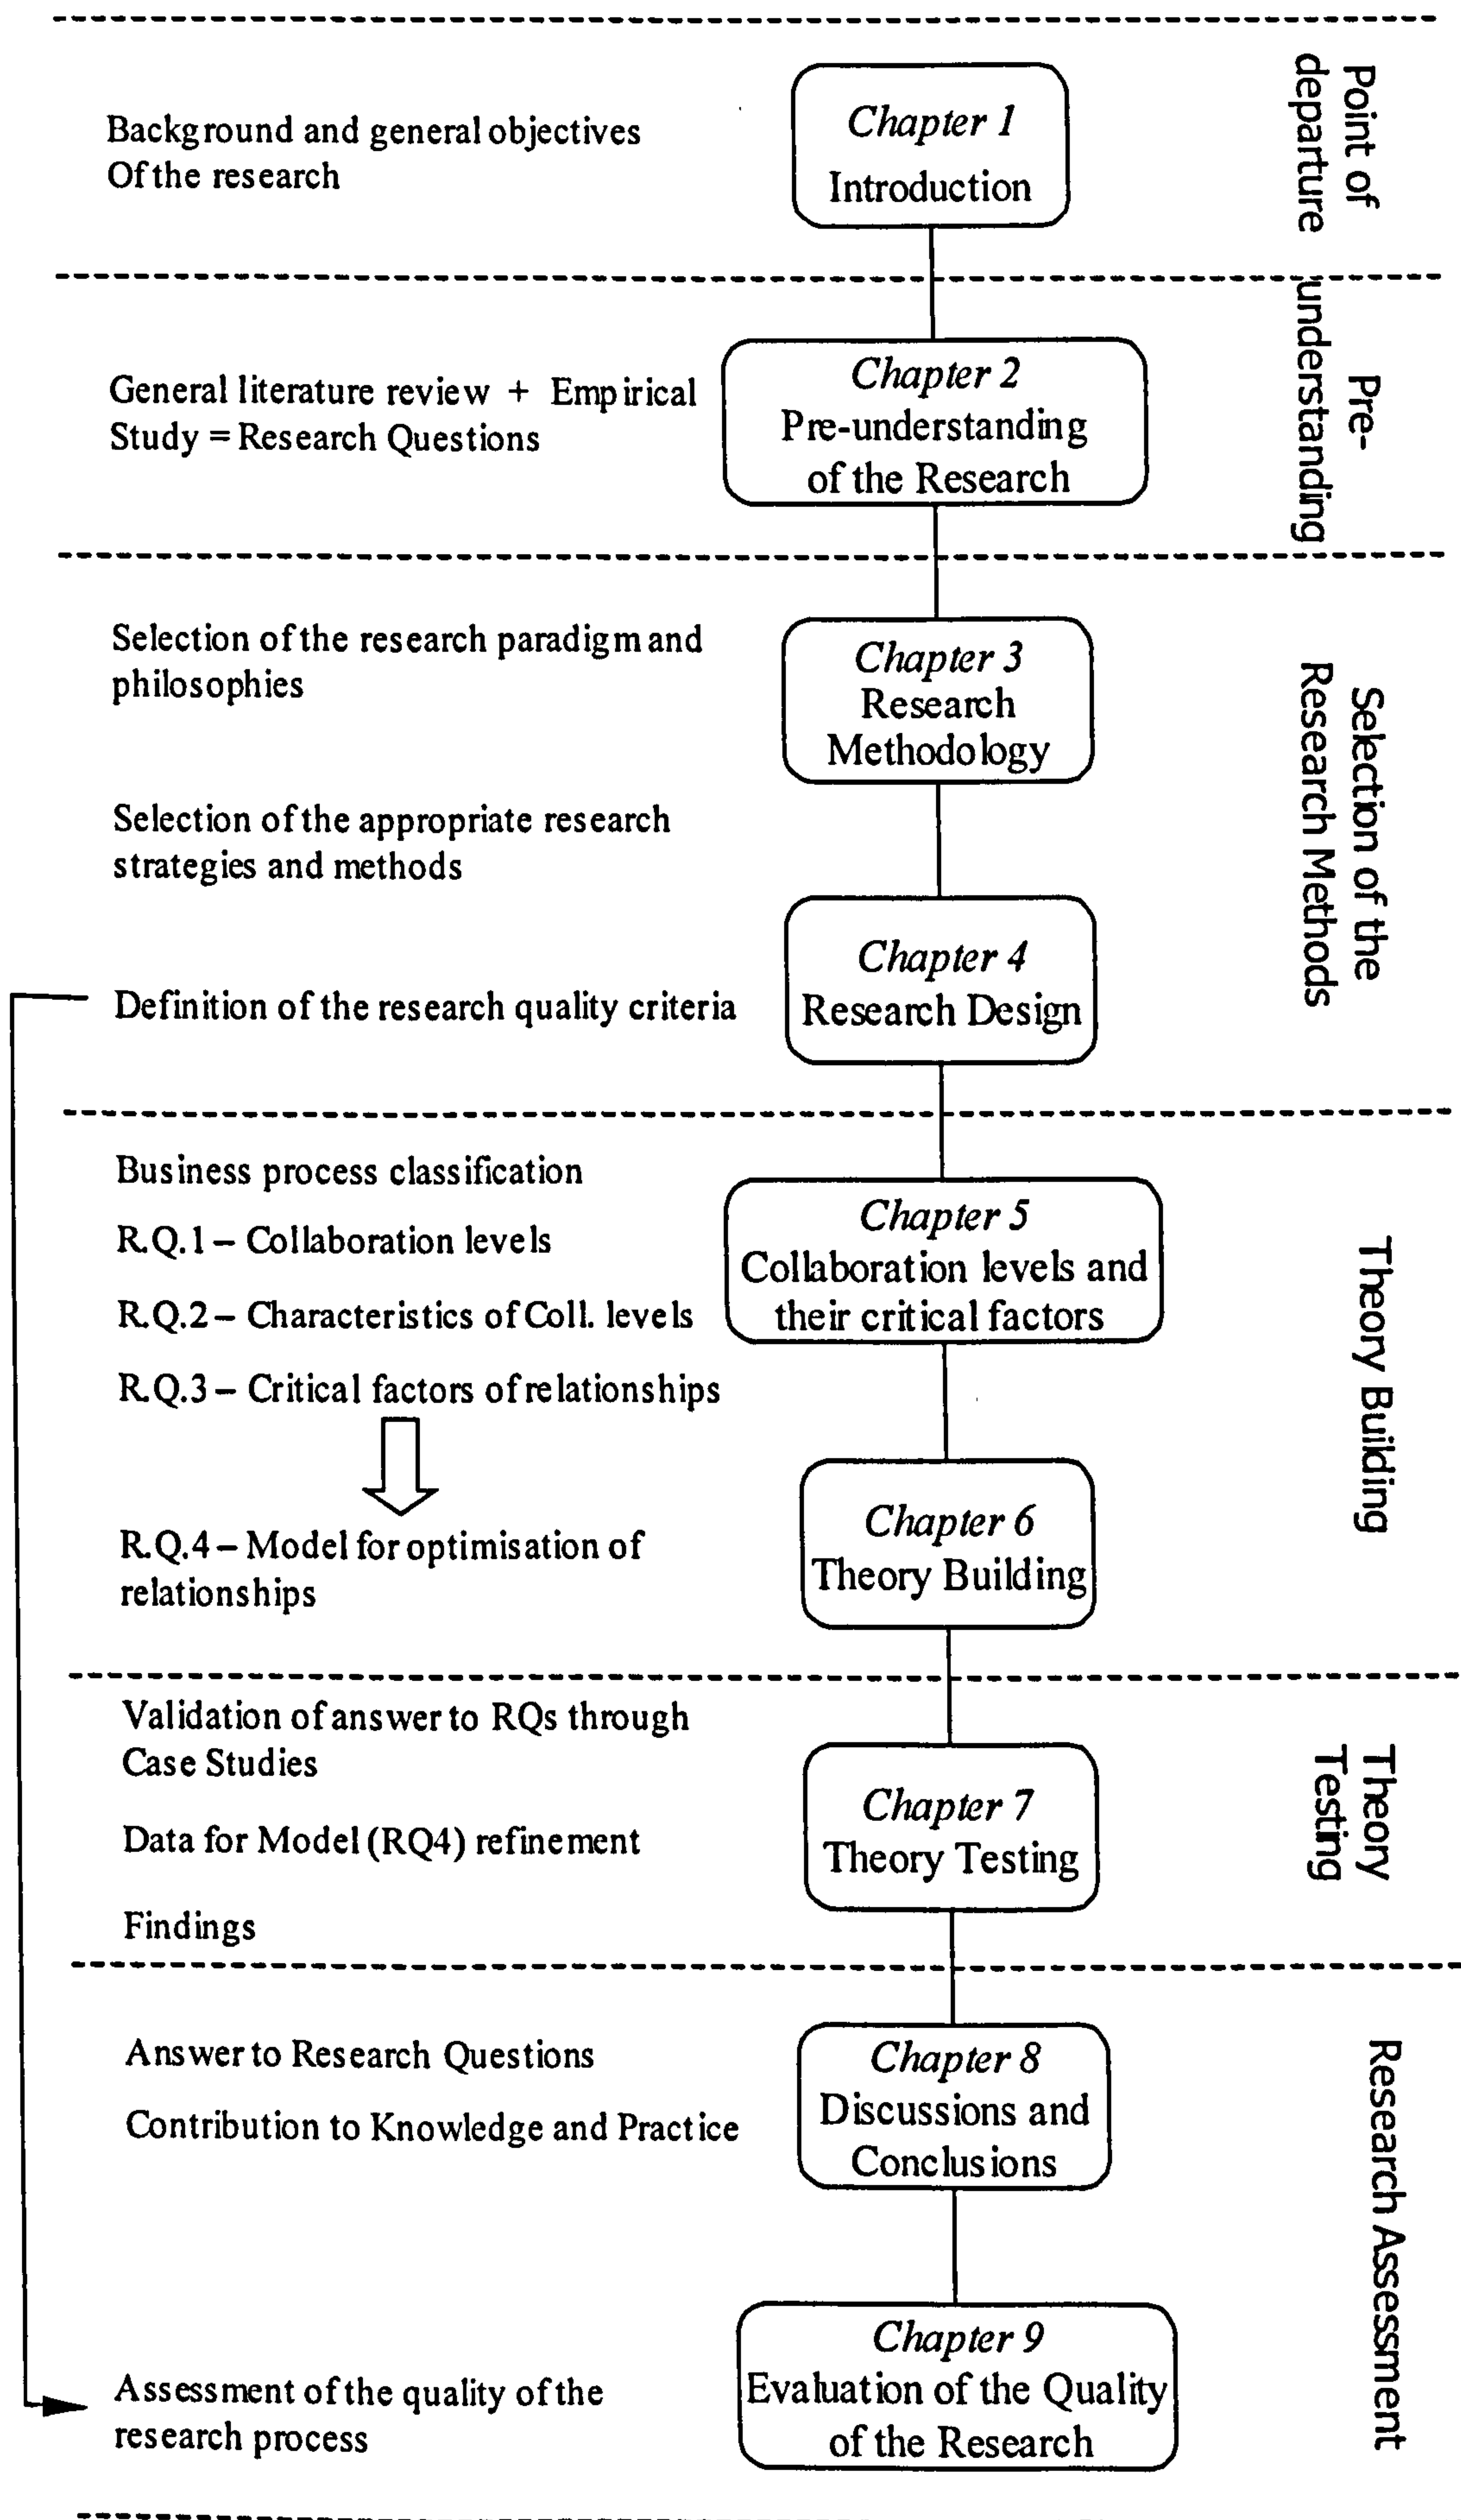 Background and general objectives
Of the research
Chapter 1
Introduction
Point of
departure
General literature review + Empirical
Study = Research Questions
Chapter 2
Pre-understanding
of the Research
Pre-
understanding
Selection of the research paradigm and
philosophies
Chapter 3
Research
Methodology
Selection of the appropriate research
strategies and methods
Definition of the research quality criteria
Chapter 4
Research Design
Selection of the
Research Methods
Business process classification
R.Q.1 – Collaboration levels
R.Q.2 – Characteristics of Coll. levels
R.Q.3 – Critical factors of relationships
Chapter 5
Collaboration levels and
their critical factors
R.Q.4 – Model for optimisation of
relationships
Chapter 6
Theory Building
Theory Building
Validation of answer to RQs through
Case Studies
Data for Model (RQ4) refinement
Findings
Chapter 7
Theory Testing
Theory
Testing
Answer to Research Questions
Contribution to Knowledge and Practice
Chapter 8
Discussions and
Conclusions
Assessment of the quality of the
research process
Chapter 9
Evaluation of the Quality
of the Research
Research Assessment